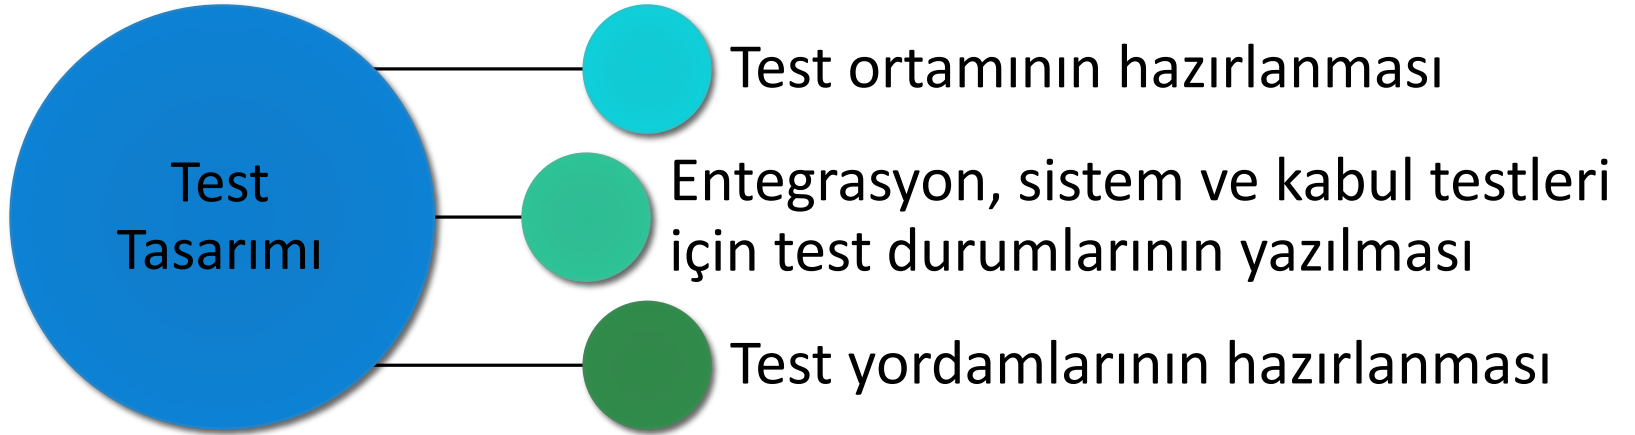 Test
Tasarımı
Test ortamının hazırlanması
Entegrasyon, sistem ve kabul testleri
için test durumlarının yazılması
Test yordamlarının hazırlanması